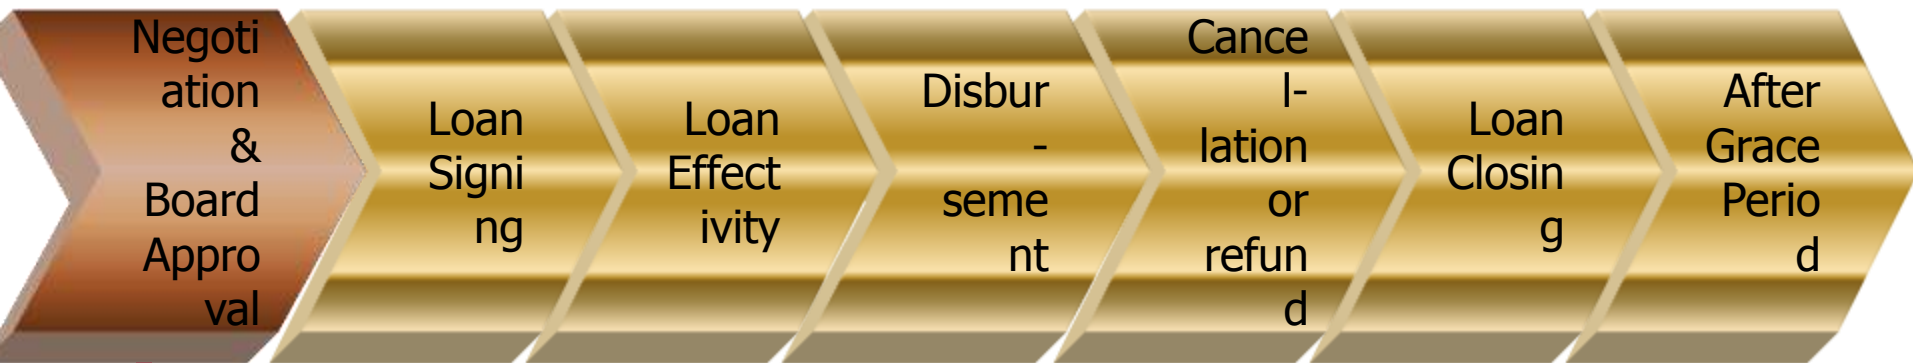 Negoti
ation
&
Board
Appro
val
Loan
Signi
ng
Loan
Effect
ivity
Disbur
-
seme
nt
Cance
l-
lation
or
refun
d
Loan
Closin
g
After
Grace
Perio
d